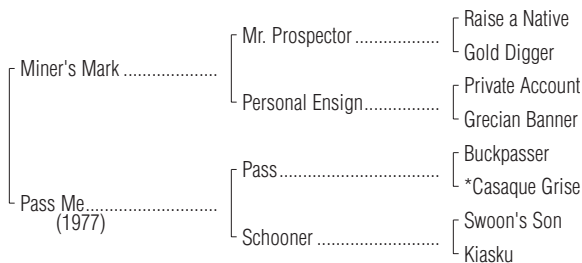 Raise a Native
Mr. Prospector ..................
Gold Digger
Miner's Mark ....................
Private Account
Personal Ensign................
Grecian Banner
Buckpasser
Pass..................................
*Casaque Grise
Pass Me............................
(1977)
Swoon's Son
Schooner ..........................
Kiasku